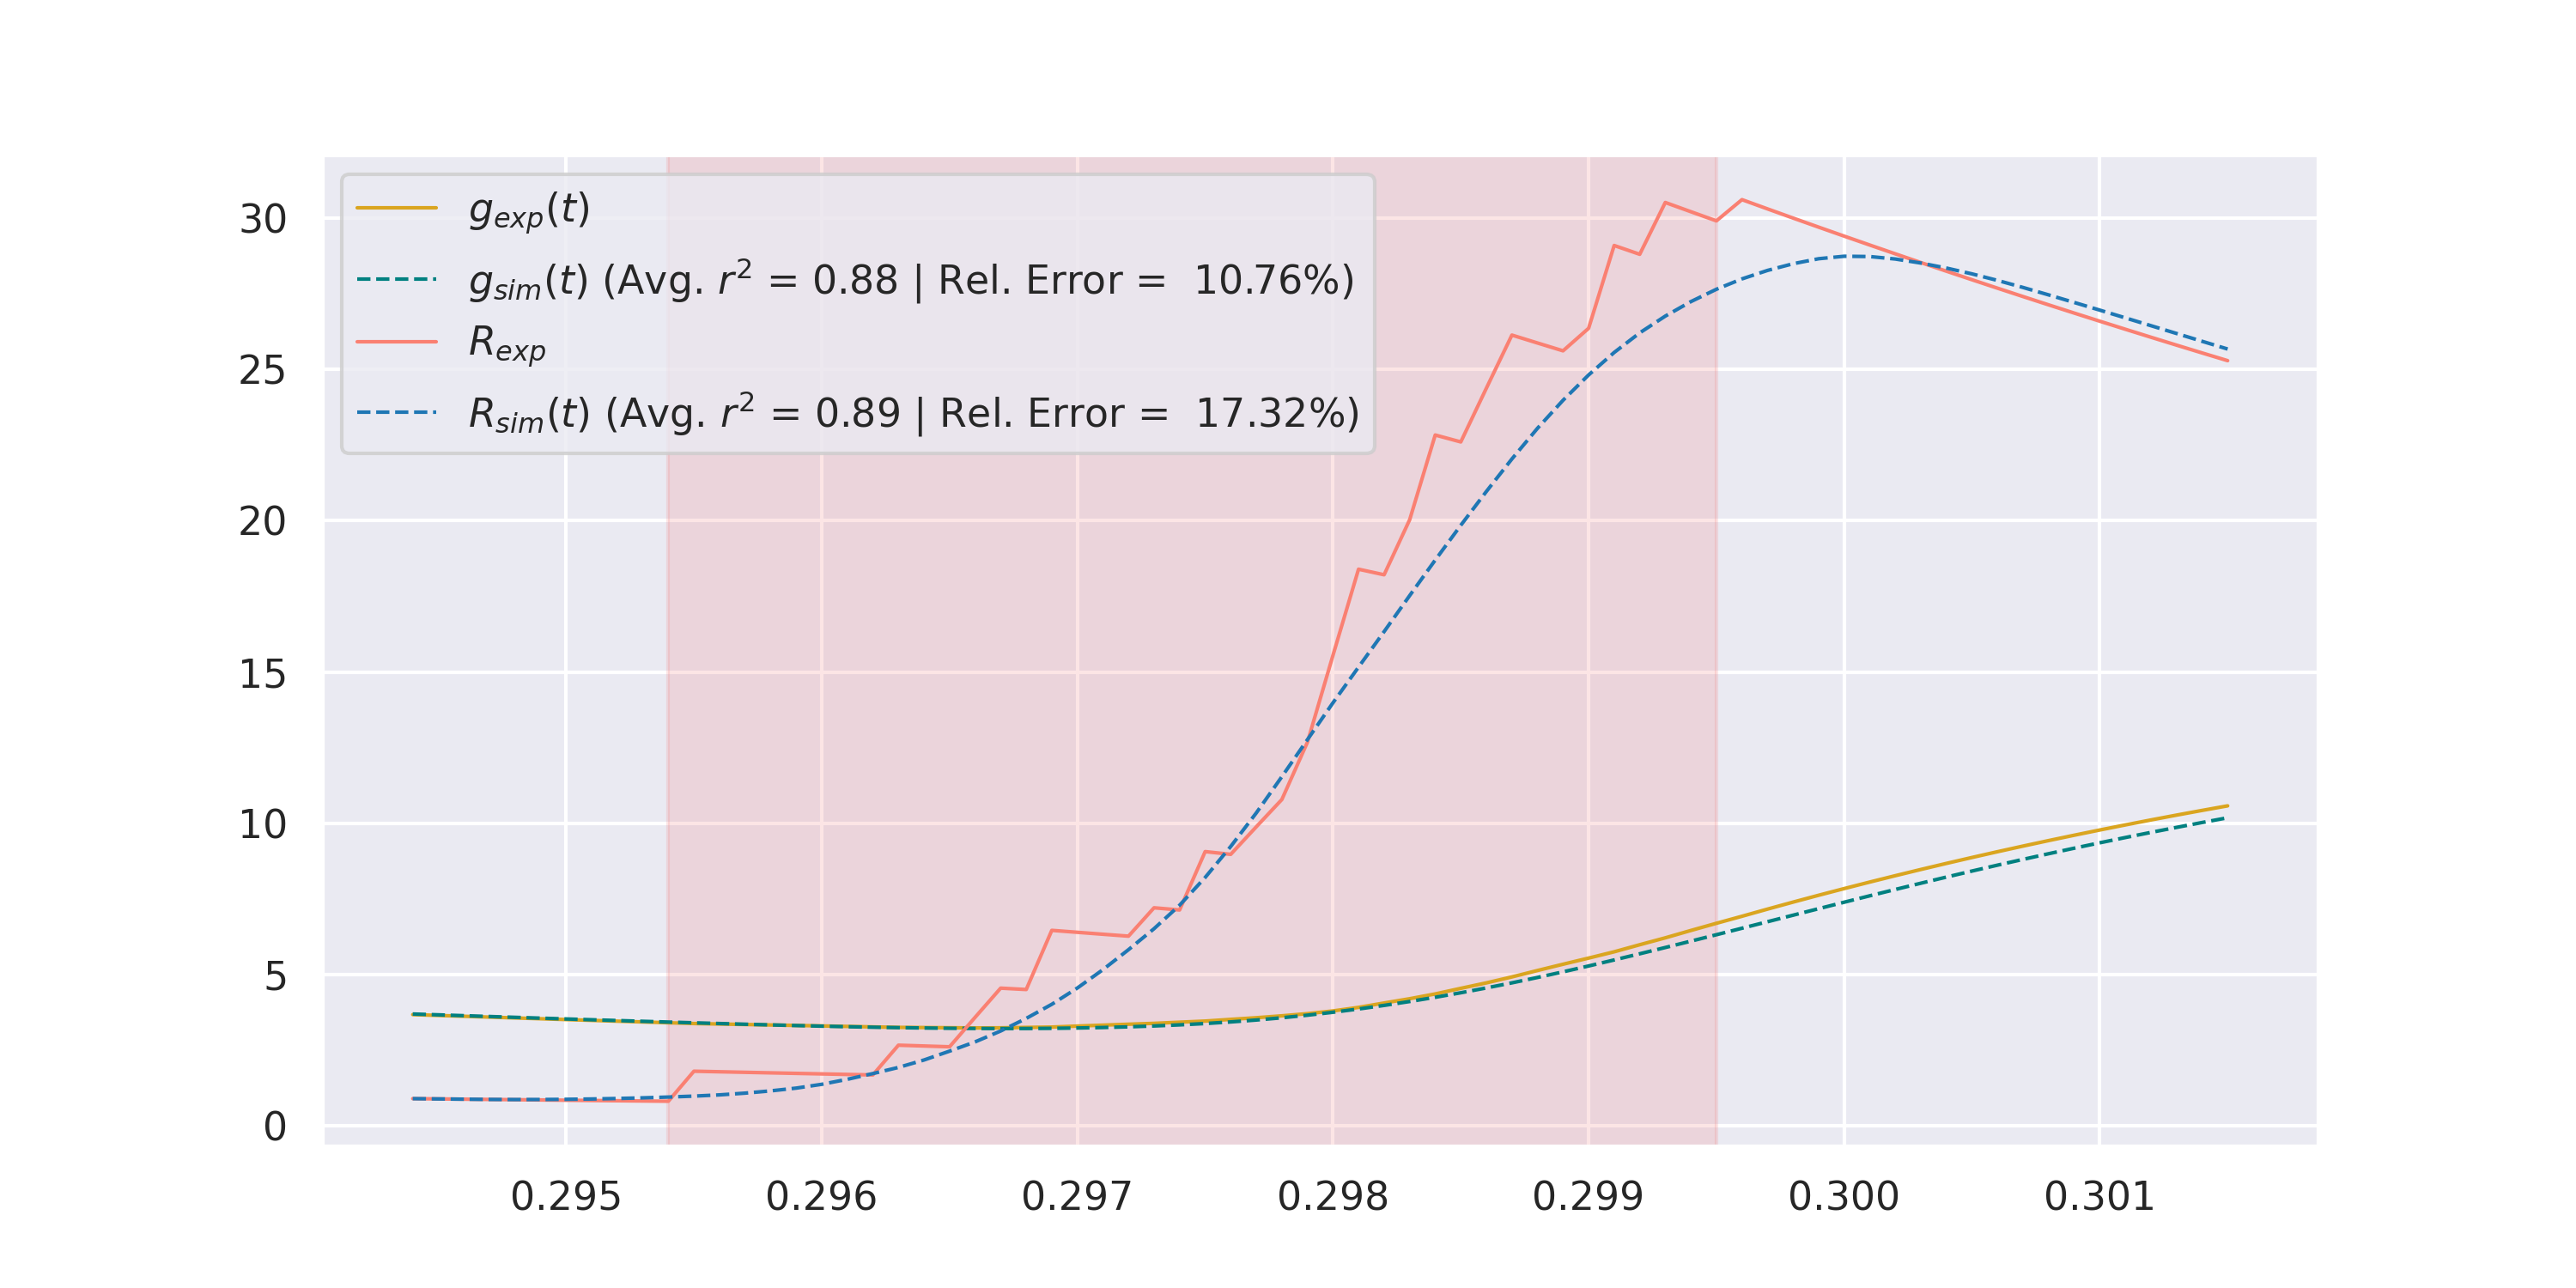 g_exp(t)
g_sim(t) (Avg. r² = 0.88 | Rel. Error =  10.76%)
R_exp
R_sim(t) (Avg. r² = 0.89 | Rel. Error =  17.32%)
30
25
20
15
10
5
0
0.295 0.296 0.297 0.298 0.299 0.300 0.301